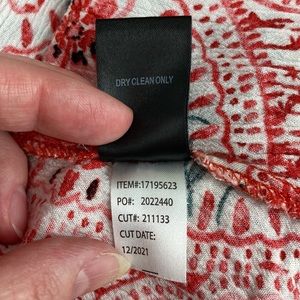 DRY CLEAN ONLY
ITEM#: 17195623
PO#: 2022440
CUT#: 211133
CUT DATE:
12/2021